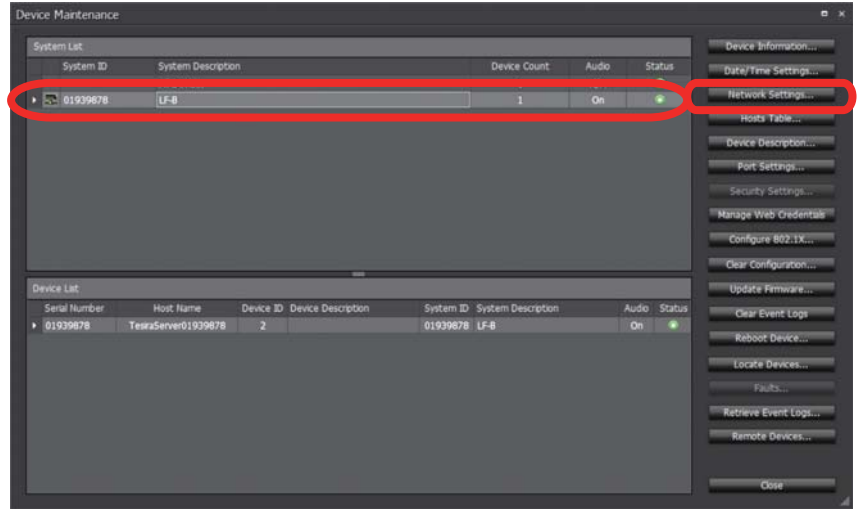 Device Maintenance
System List
System ID System Description Device Count Audio Status
01939878 LF-B 1 On
Device List
Serial Number Host Name Device ID Device Description System ID System Description Audio Status
01939878 TesiraServer01939878 2 01939878 LF-B On
Device Information...
Date/Time Settings...
Network Settings...
Hosts Table...
Device Description...
Port Settings...
Security Settings...
Manage Web Credentials
Configure 802.1X...
Clear Configuration...
Update Firmware...
Clear Event Logs
Reboot Device...
Locate Devices...
Faults...
Retrieve Event Logs...
Remote Devices...
Close